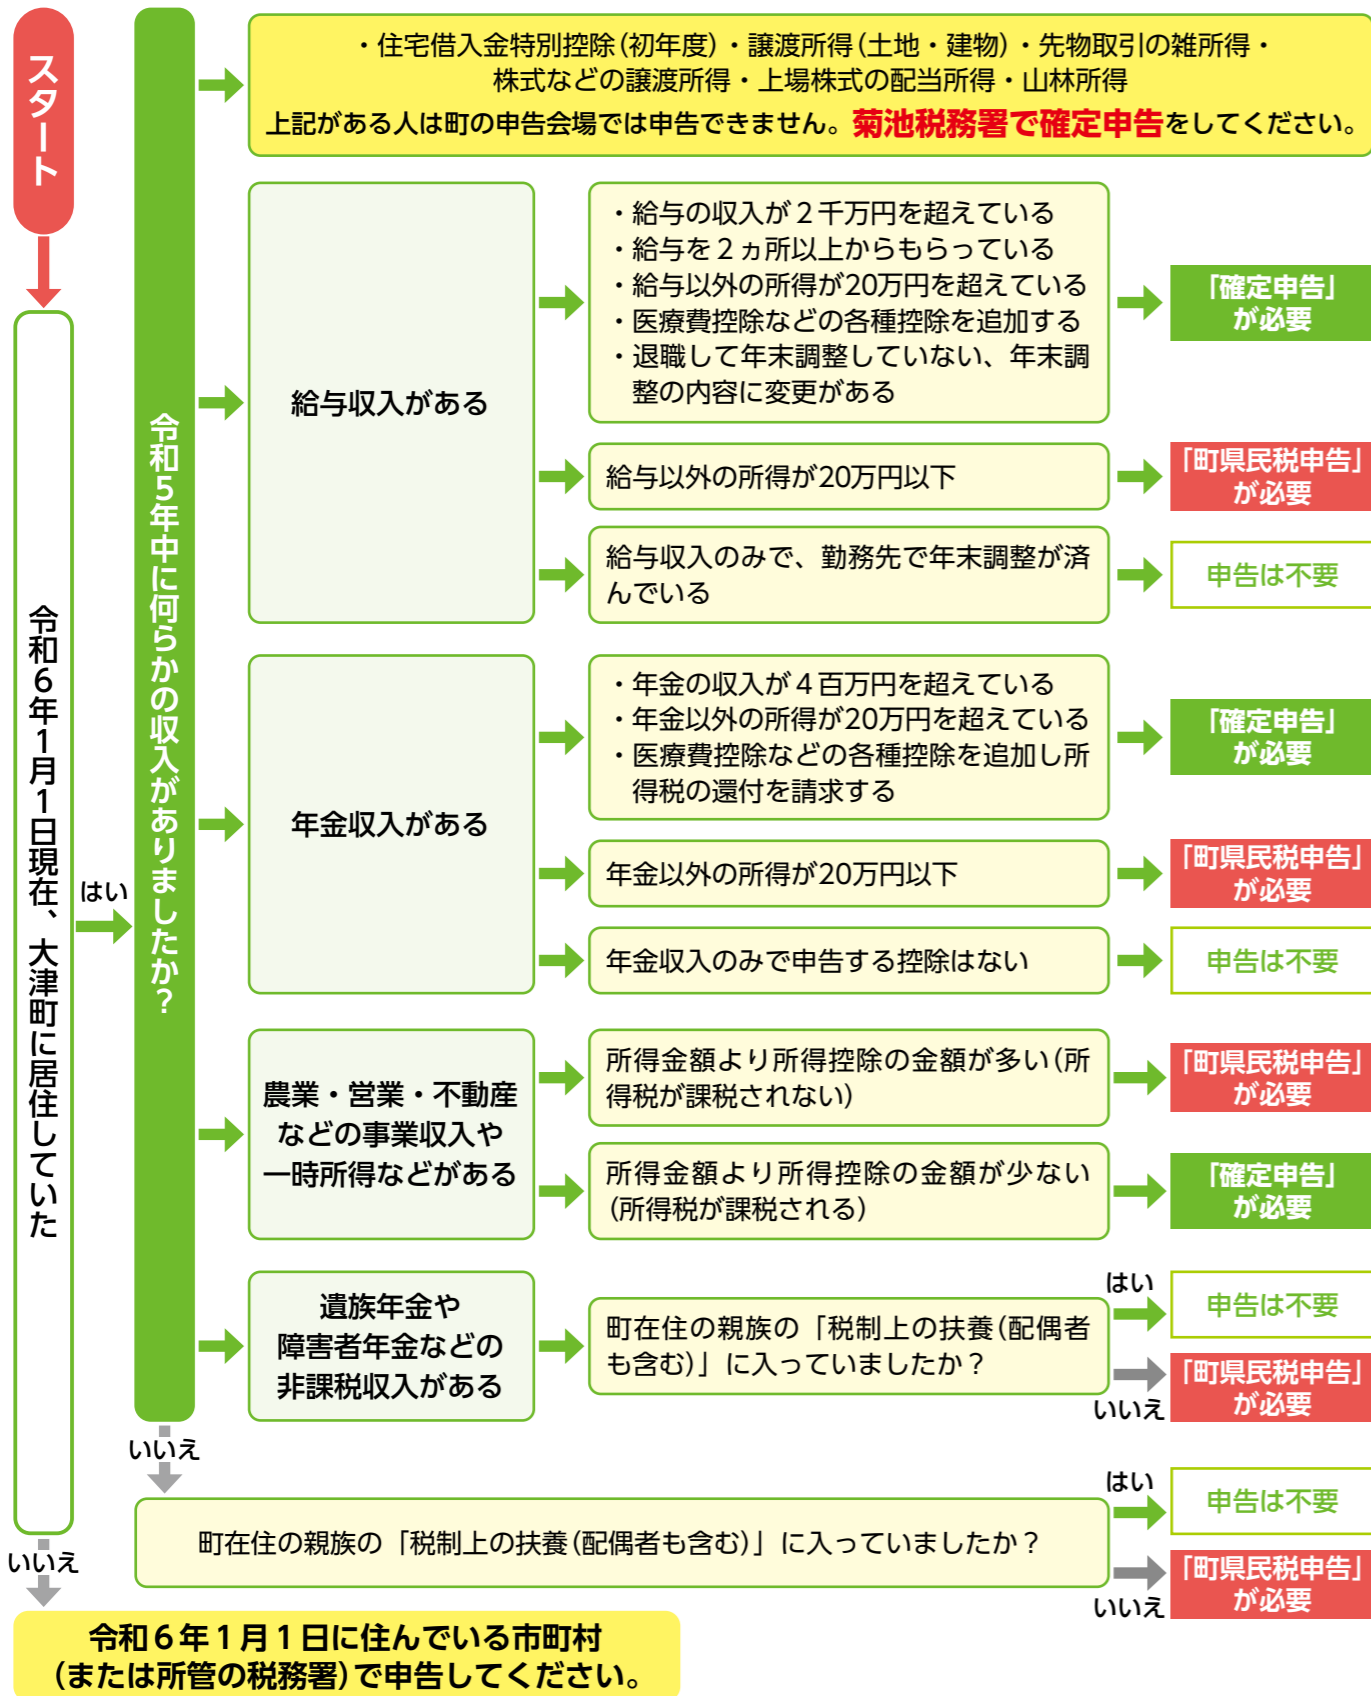 スタート
令和６年１月１日現在、大津町に居住していた
はい
令和５年中に何らかの収入がありましたか？
・住宅借入金特別控除（初年度）・譲渡所得（土地・建物）・先物取引の雑所得・
株式などの譲渡所得・上場株式の配当所得・山林所得
上記がある人は町の申告会場では申告できません。菊池税務署で確定申告をしてください。
給与収入がある
・給与の収入が２千万円を超えている
・給与を２ヵ所以上からもらっている
・給与以外の所得が20万円を超えている
・医療費控除などの各種控除を追加する
・退職して年末調整していない、年末調
整の内容に変更がある
「確定申告」
が必要
給与以外の所得が20万円以下
「町県民税申告」
が必要
給与収入のみで、勤務先で年末調整が済
んでいる
申告は不要
年金収入がある
・年金の収入が４百万円を超えている
・年金以外の所得が20万円を超えている
・医療費控除などの各種控除を追加し所
得税の還付を請求する
「確定申告」
が必要
年金以外の所得が20万円以下
「町県民税申告」
が必要
年金収入のみで申告する控除はない
申告は不要
農業・営業・不動産
などの事業収入や
一時所得などがある
所得金額より所得控除の金額が多い（所
得税が課税されない）
「町県民税申告」
が必要
所得金額より所得控除の金額が少ない
（所得税が課税される）
「確定申告」
が必要
遺族年金や
障害者年金などの
非課税収入がある
町在住の親族の「税制上の扶養（配偶者
も含む）」に入っていましたか？
はい
申告は不要
いいえ
「町県民税申告」
が必要
いいえ
町在住の親族の「税制上の扶養（配偶者も含む）」に入っていましたか？
はい
申告は不要
いいえ
「町県民税申告」
が必要
いいえ
令和６年１月１日に住んでいる市町村
（または所管の税務署）で申告してください。